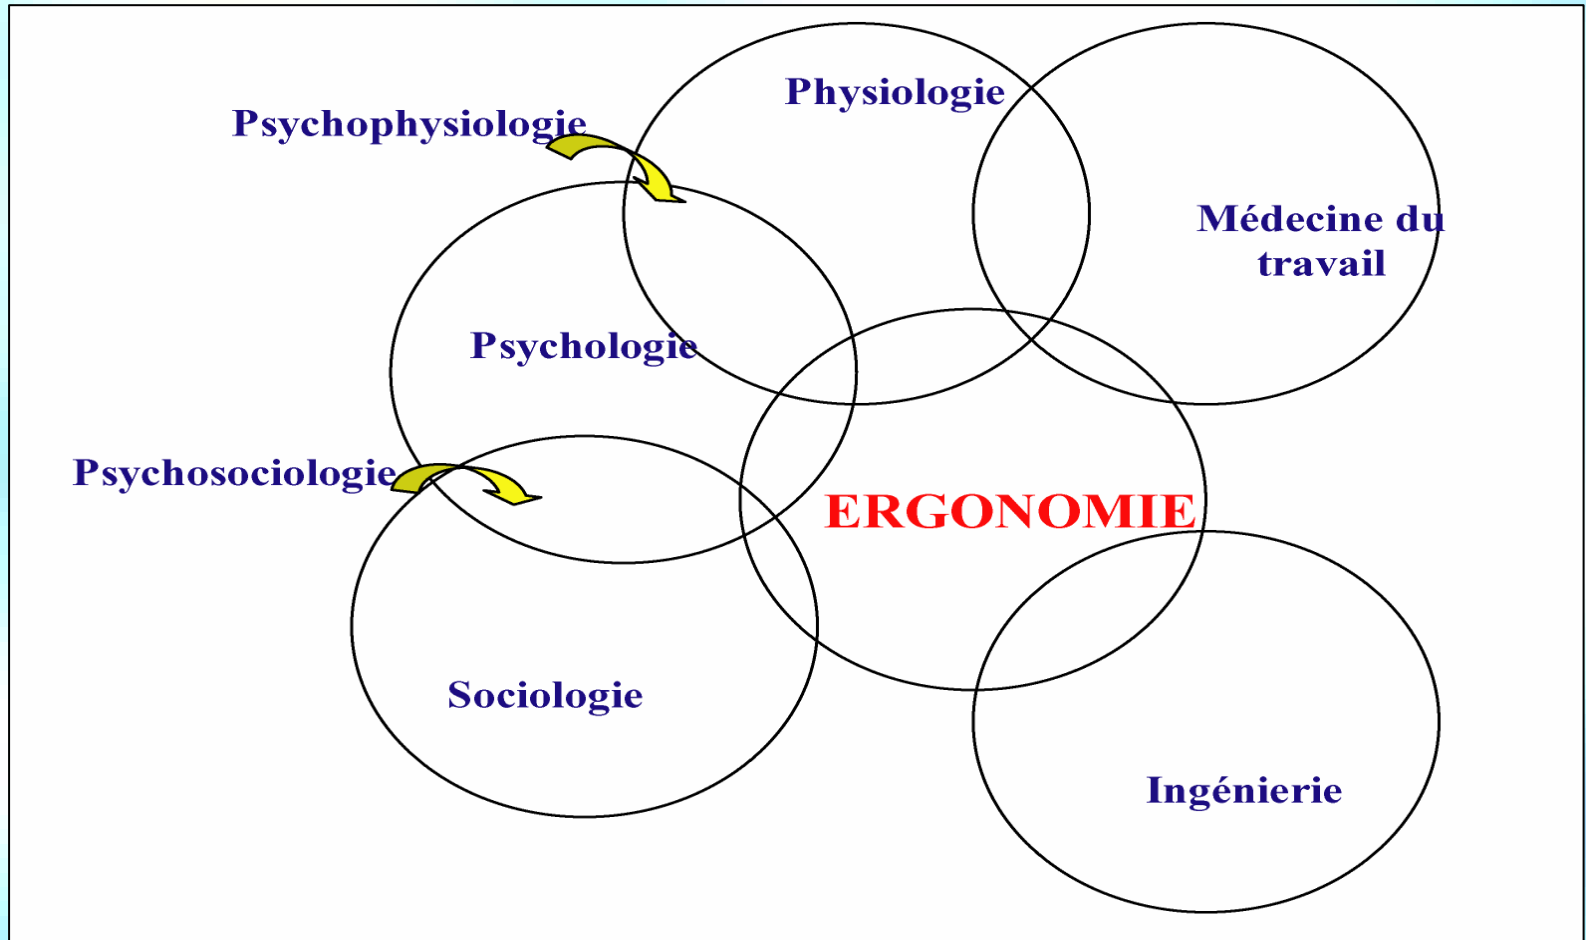 Physiologie
Psychophysiologie
Médecine du
travail
Psychologie
Psychosociologie
ERGONOMIE
Sociologie
Ingénierie